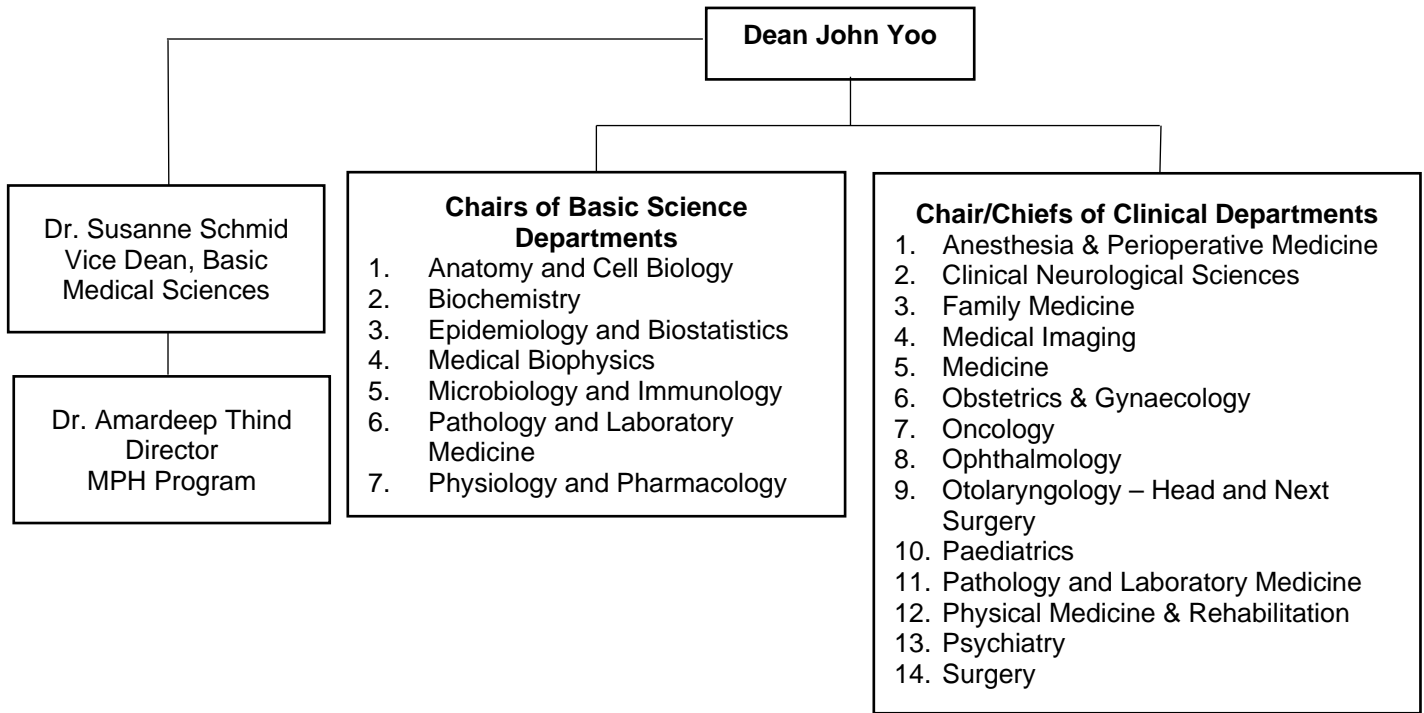 Dean John Yoo
Dr. Susanne Schmid
Vice Dean, Basic
Medical Sciences
Dr. Amardeep Thind
Director
MPH Program
Chairs of Basic Science
Departments
1. Anatomy and Cell Biology
2. Biochemistry
3. Epidemiology and Biostatistics
4. Medical Biophysics
5. Microbiology and Immunology
6. Pathology and Laboratory
Medicine
7. Physiology and Pharmacology
Chair/Chiefs of Clinical Departments
1. Anesthesia & Perioperative Medicine
2. Clinical Neurological Sciences
3. Family Medicine
4. Medical Imaging
5. Medicine
6. Obstetrics & Gynaecology
7. Oncology
8. Ophthalmology
9. Otolaryngology – Head and Next
Surgery
10. Paediatrics
11. Pathology and Laboratory Medicine
12. Physical Medicine & Rehabilitation
13. Psychiatry
14. Surgery